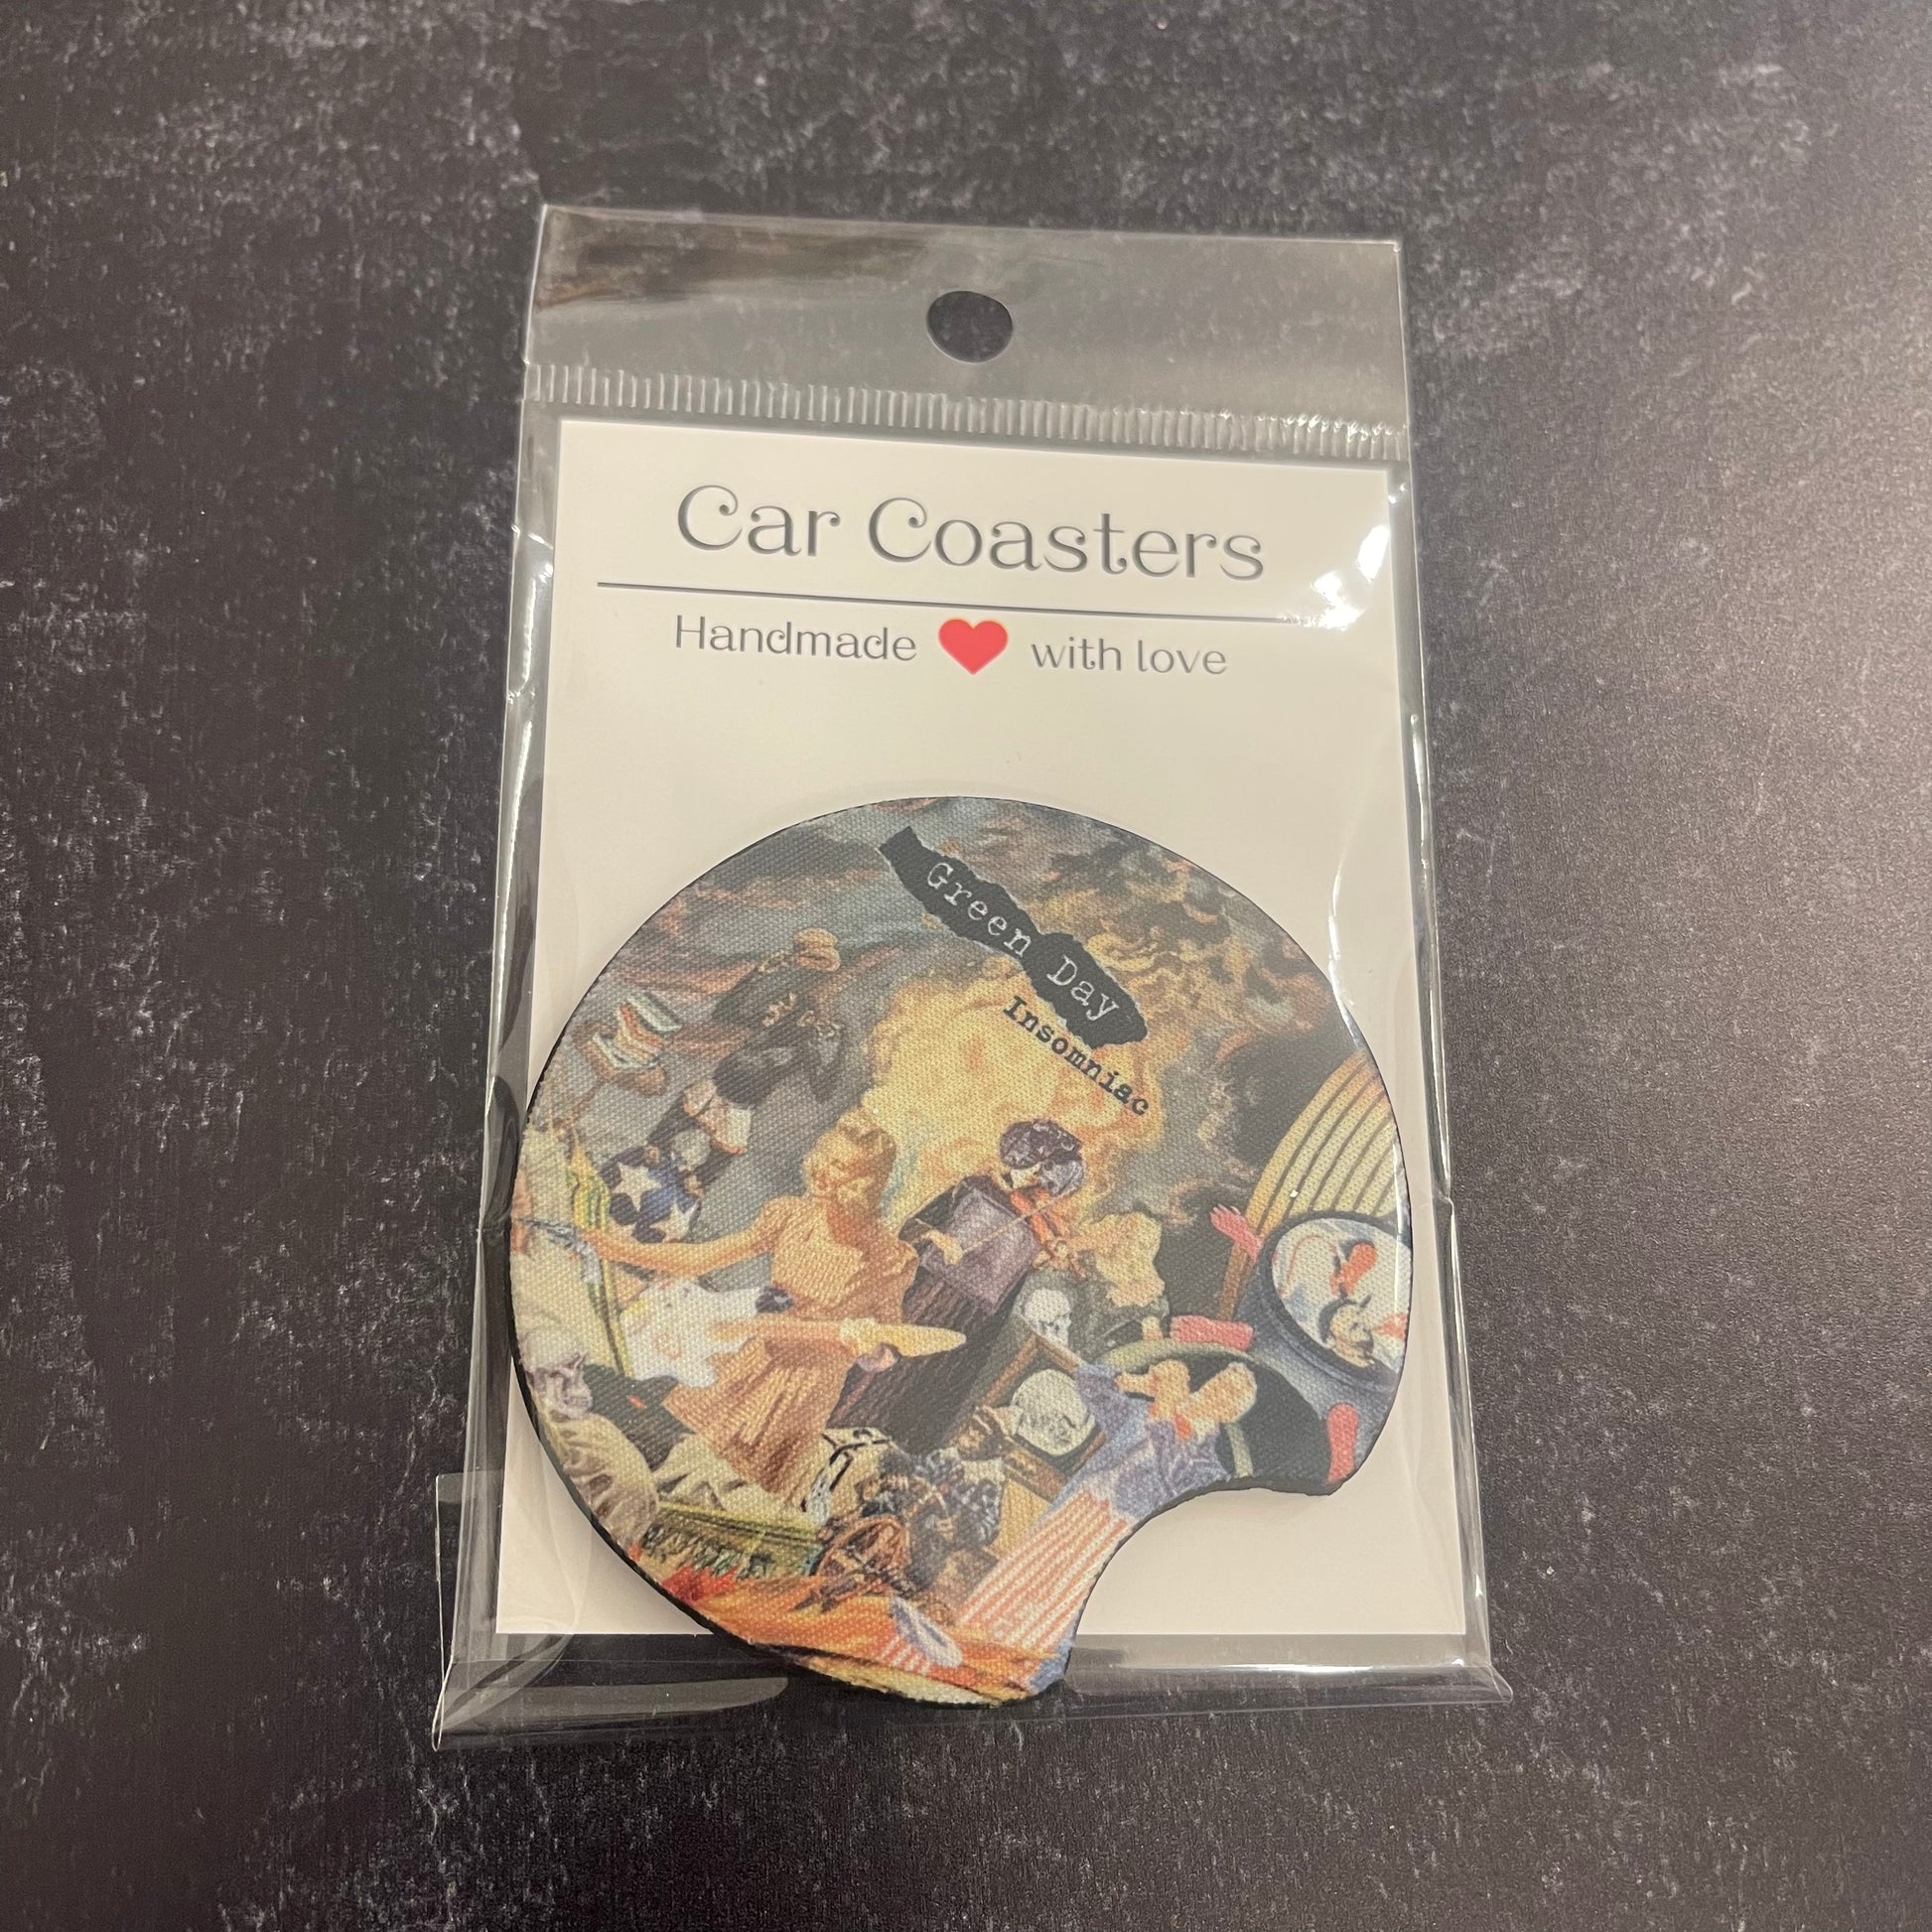 Car Coasters
Handmade ❤ with love
Green Day
Insomniac